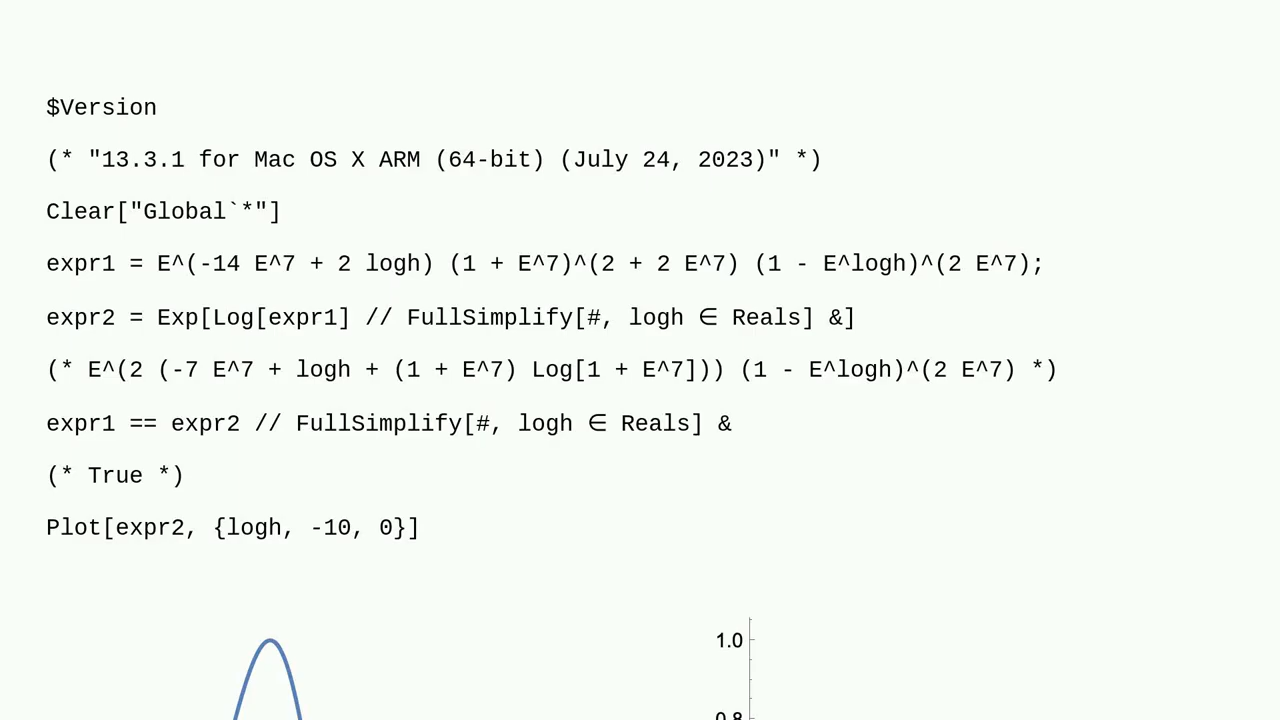 $Version
(* "13.3.1 for Mac OS X ARM (64-bit) (July 24, 2023)" *)
Clear["Global`*"]
expr1 = E^(-14 E^7 + 2 logh) (1 + E^7)^(2 + 2 E^7) (1 - E^logh)^(2 E^7);
expr2 = Exp[Log[expr1] // FullSimplify[#, logh ∈ Reals] &]
(* E^(2 (-7 E^7 + logh + (1 + E^7) Log[1 + E^7])) (1 - E^logh)^(2 E^7) *)
expr1 == expr2 // FullSimplify[#, logh ∈ Reals] &
(* True *)
Plot[expr2, {logh, -10, 0}]
1.0
0.8